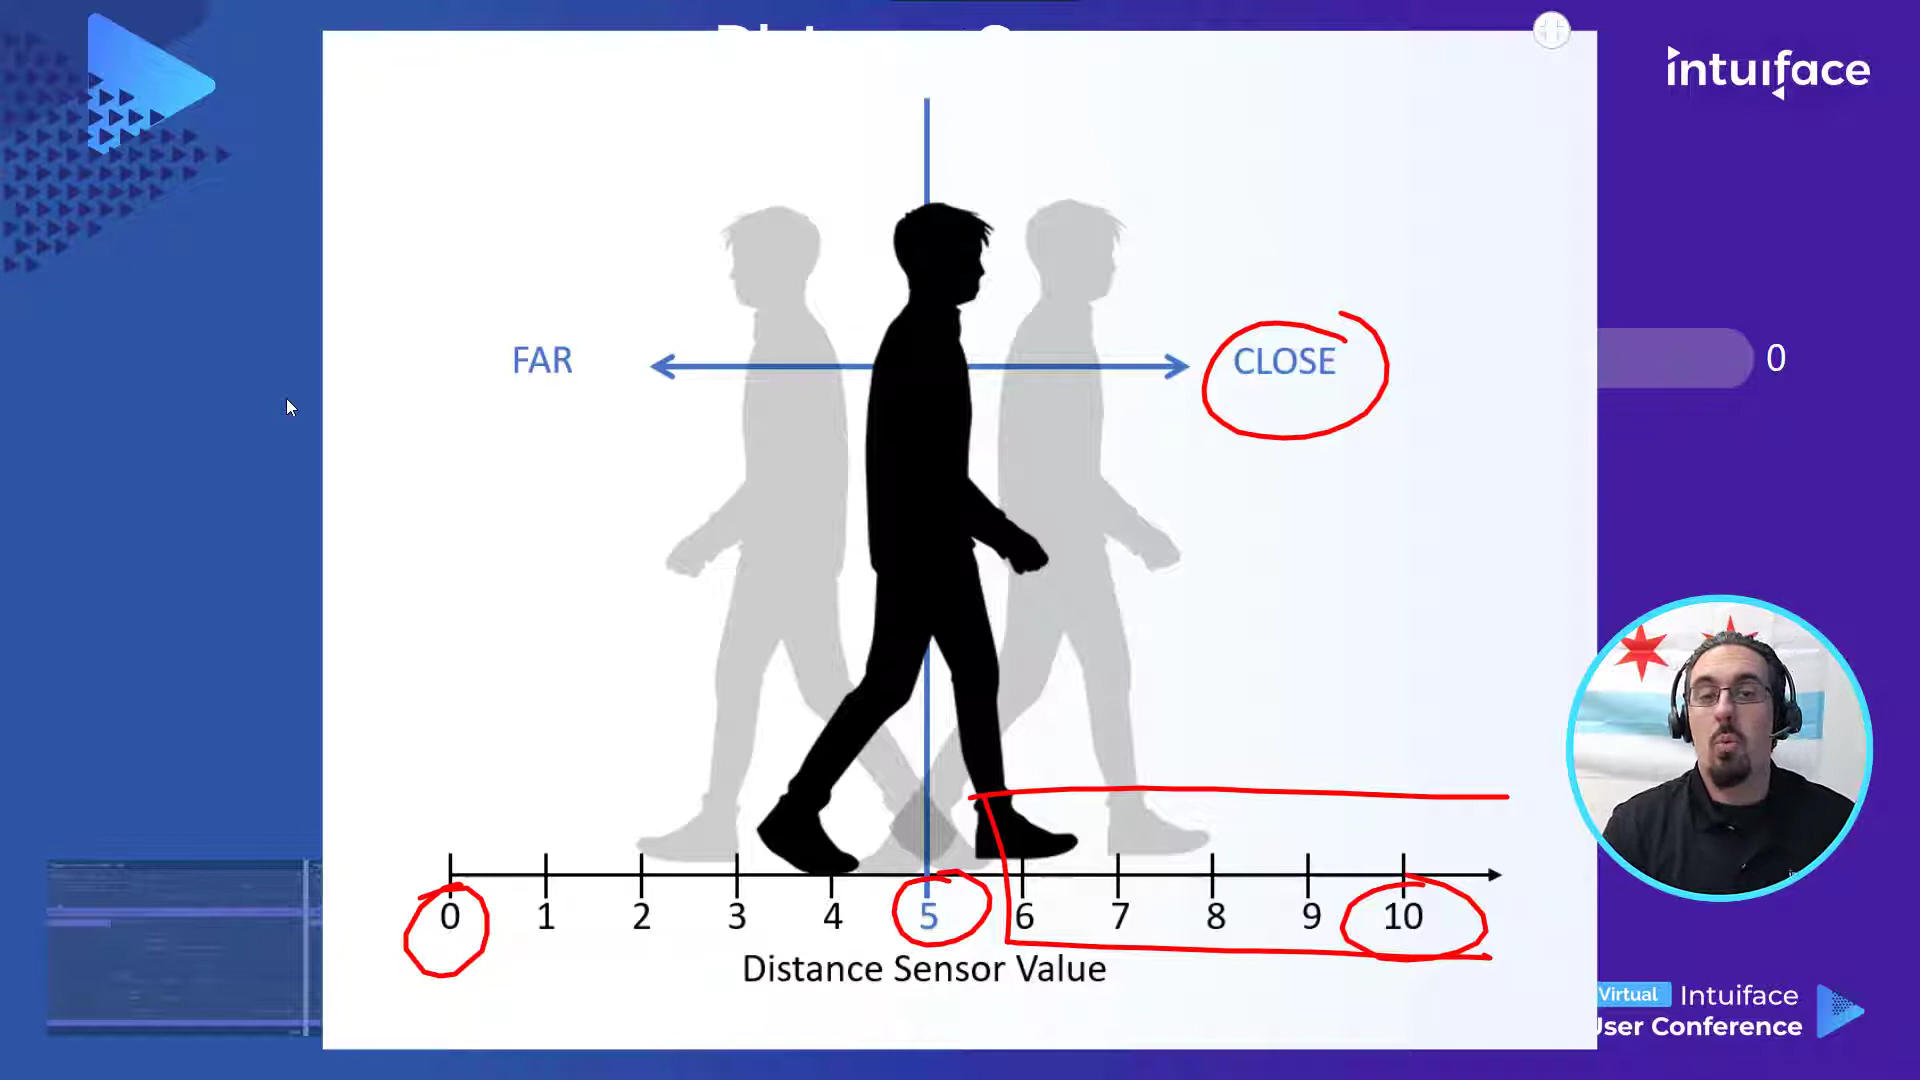 intuiface
FAR
CLOSE
0
0 1 2 3 4 5 6 7 8 9 10
Distance Sensor Value
Virtual Intuiface
User Conference